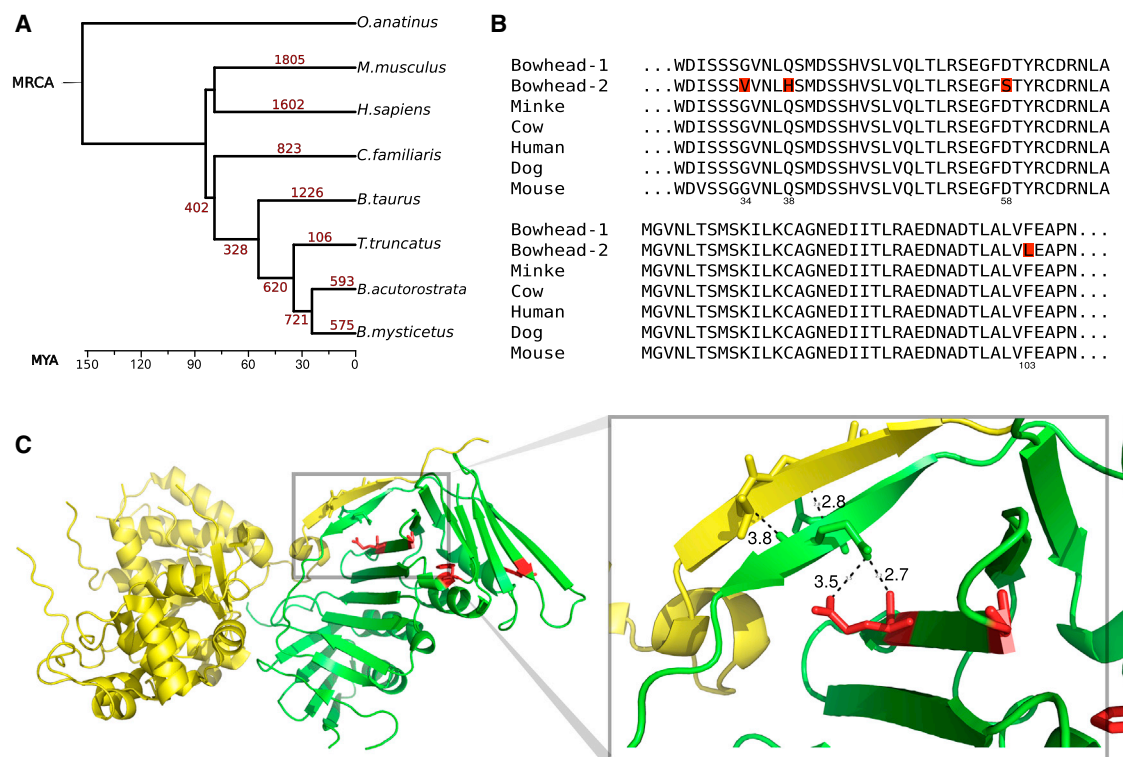 A
O.anatinus
M.musculus
1805
MRCA
H.sapiens
1602
C.familiaris
823
B.taurus
1226
402
T.truncatus
106
328
B.acutorostrata
593
620
B.mysticetus
575
721
MYA
150 120 90 60 30 0
B
Bowhead-1 ...WDISSSGVNLQSMDSSHVSLVQLTLRSEGFDTYRCDRNLA
Bowhead-2 ...WDISSSVVNLHSMDSSHVSLVQLTLRSEGFSTYRCDRNLA
Minke ...WDISSSGVNLQSMDSSHVSLVQLTLRSEGFDTYRCDRNLA
Cow ...WDISSSGVNLQSMDSSHVSLVQLTLRSEGFDTYRCDRNLA
Human ...WDISSSGVNLQSMDSSHVSLVQLTLRSEGFDTYRCDRNLA
Dog ...WDISSSGVNLQSMDSSHVSLVQLTLRSEGFDTYRCDRNLA
Mouse ...WDVSSGGVNLQSMDSSHVSLVQLTLRSEGFDTYRCDRNLA
34 38 58
Bowhead-1 MGVNLTSMSKILKCAGNEDIITLRAEDNADTLALVFEAPN...
Bowhead-2 MGVNLTSMSKILKCAGNEDIITLRAEDNADTLALVLEAPN...
Minke MGVNLTSMSKILKCAGNEDIITLRAEDNADTLALVFEAPN...
Cow MGVNLTSMSKILKCAGNEDIITLRAEDNADTLALVFEAPN...
Human MGVNLTSMSKILKCAGNEDIITLRAEDNADTLALVFEAPN...
Dog MGVNLTSMSKILKCAGNEDIITLRAEDNADTLALVFEAPN...
Mouse MGVNLTSMSKILKCAGNEDIITLRAEDNADTLALVFEAPN...
103
C
2.8
3.8
3.5
2.7